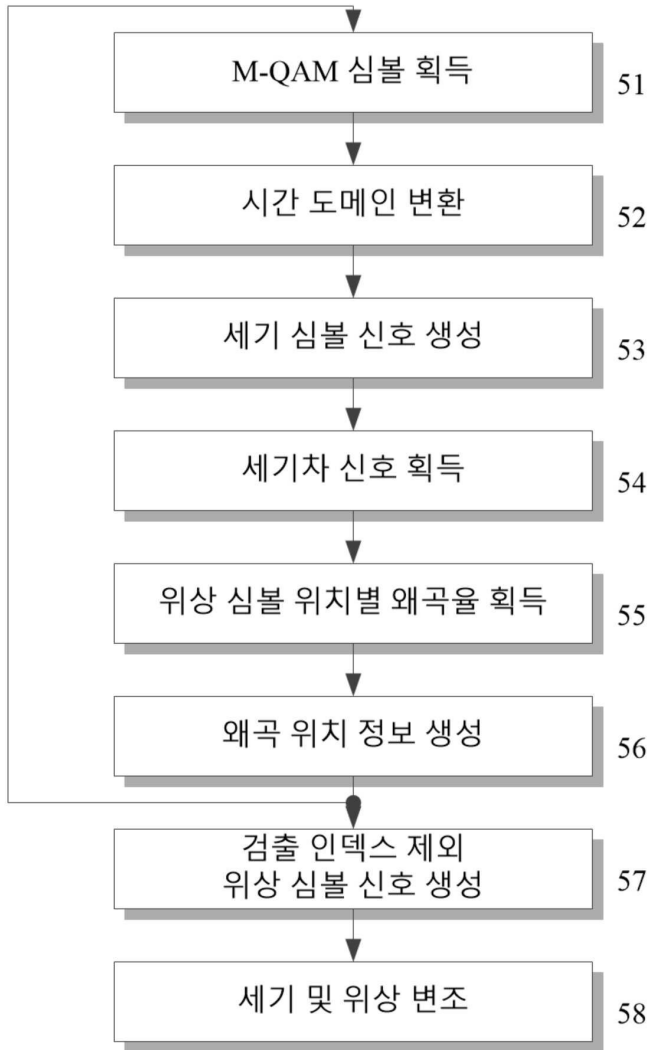 M-QAM 심볼 획득
51
시간 도메인 변환
52
세기 심볼 신호 생성
53
세기차 신호 획득
54
위상 심볼 위치별 왜곡율 획득
55
왜곡 위치 정보 생성
56
검출 인덱스 제외
위상 심볼 신호 생성
57
세기 및 위상 변조
58